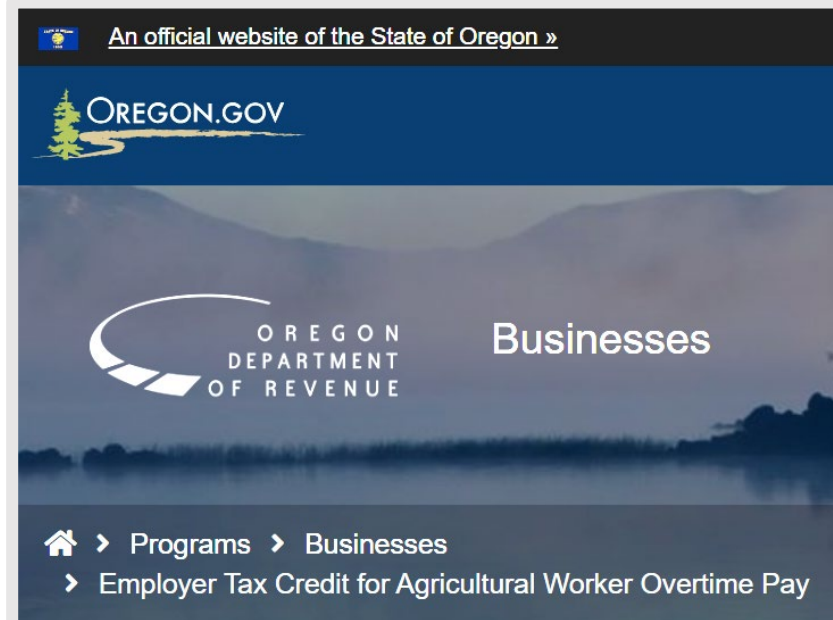 An official website of the State of Oregon »
OREGON.GOV
OREGON
DEPARTMENT
OF REVENUE
Businesses
Programs > Businesses
> Employer Tax Credit for Agricultural Worker Overtime Pay